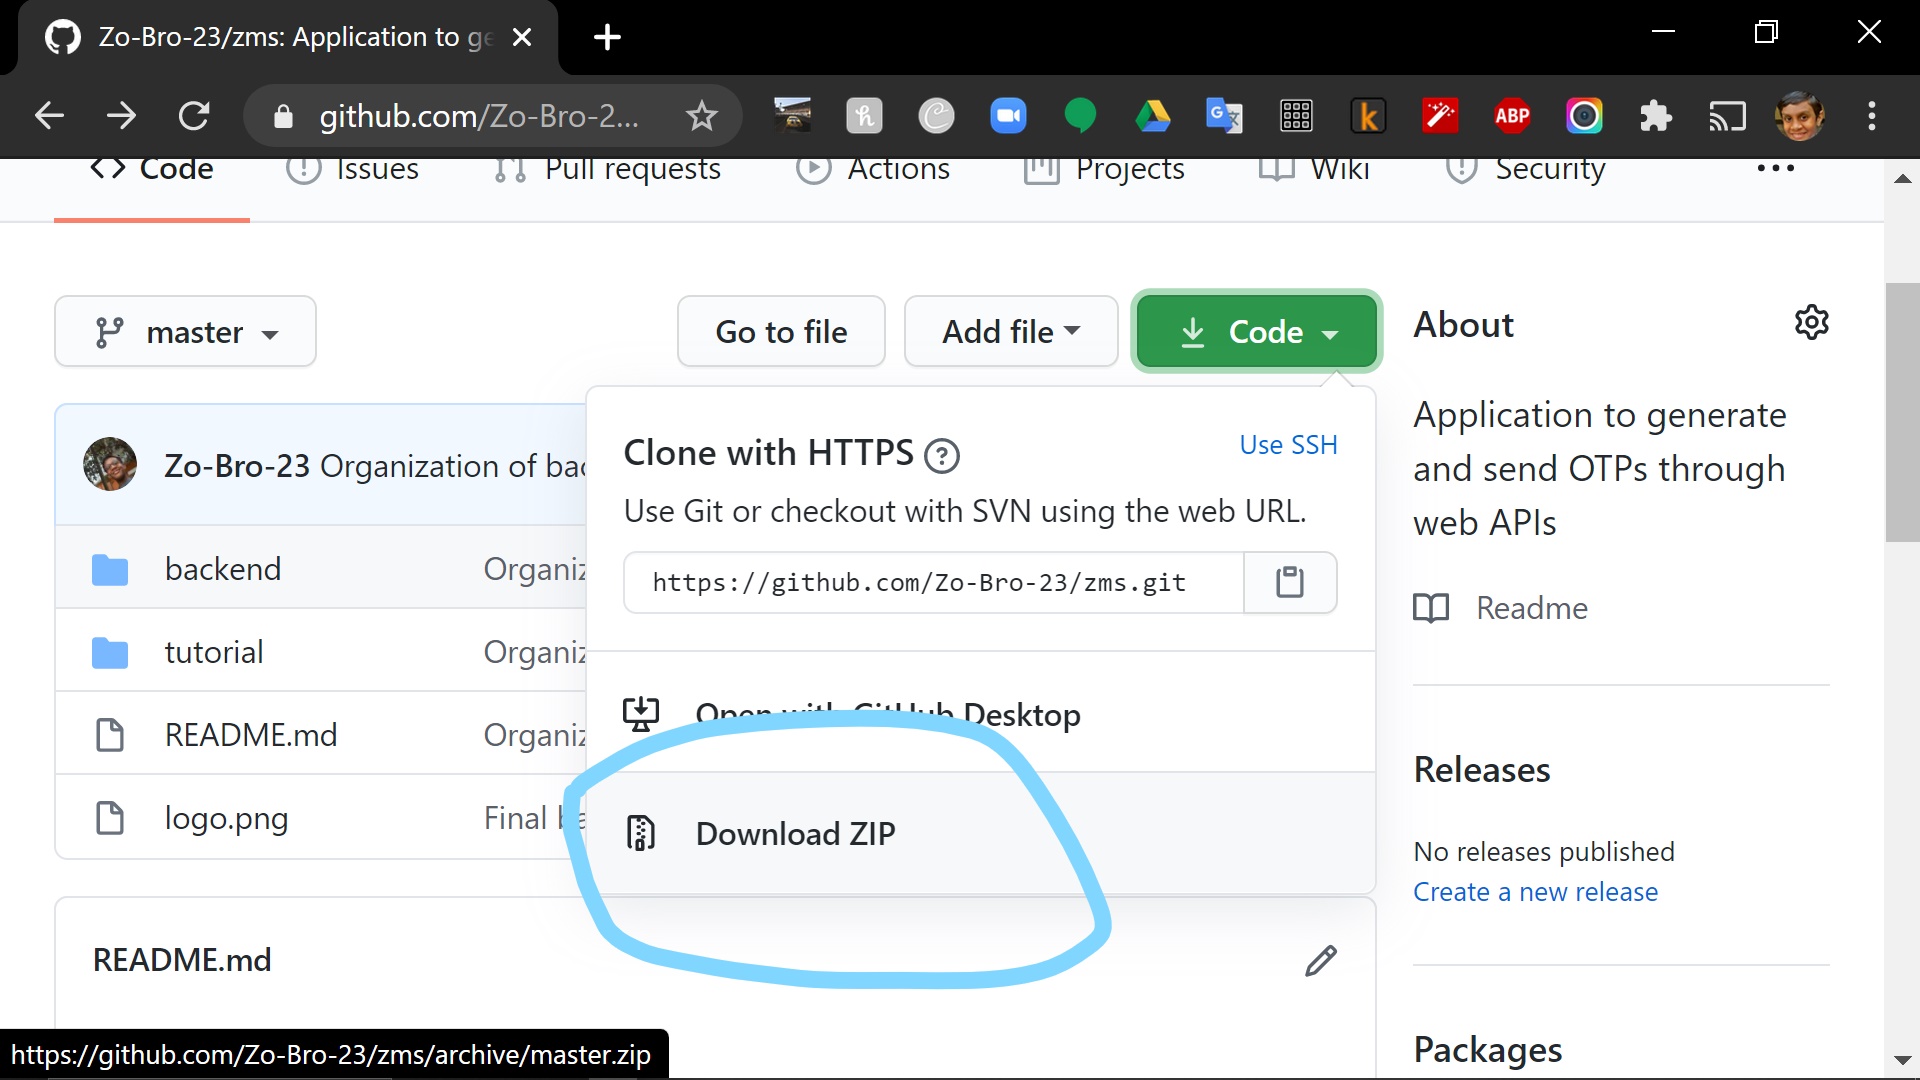 Zo-Bro-23/zms: Application to ge
github.com/Zo-Bro-2...
ABP
Code
Issues
Pull requests
Actions
Projects
Wiki
Security
master
Go to file
Add file
Code
About
Application to generate
and send OTPs through
web APIs
Readme
Zo-Bro-23 Organization of bac
Clone with HTTPS
Use SSH
Use Git or checkout with SVN using the web URL.
https://github.com/Zo-Bro-23/zms.git
backend Organiz
tutorial Organiz
README.md Organiz
logo.png Final ba
Open with GitHub Desktop
Download ZIP
Releases
No releases published
Create a new release
README.md
Packages
https://github.com/Zo-Bro-23/zms/archive/master.zip